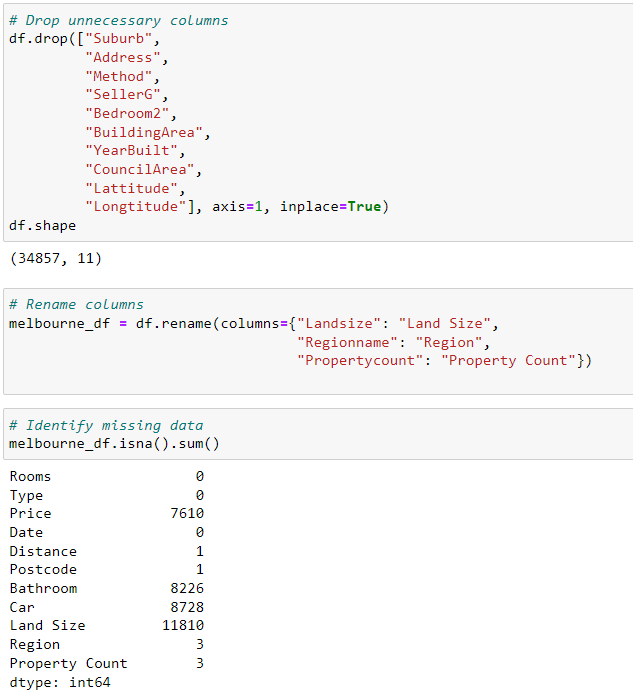 # Drop unnecessary columns
df.drop(["Suburb",
"Address",
"Method",
"SellerG",
"Bedroom2",
"BuildingArea",
"YearBuilt",
"CouncilArea",
"Lattitude",
"Longtitude"], axis=1, inplace=True)
df.shape
(34857, 11)
# Rename columns
melbourne_df = df.rename(columns={"Landsize": "Land Size",
"Regionname": "Region",
"Propertycount": "Property Count"})
# Identify missing data
melbourne_df.isna().sum()
Rooms 0
Type 0
Price 7610
Date 0
Distance 1
Postcode 1
Bathroom 8226
Car 8728
Land Size 11810
Region 3
Property Count 3
dtype: int64